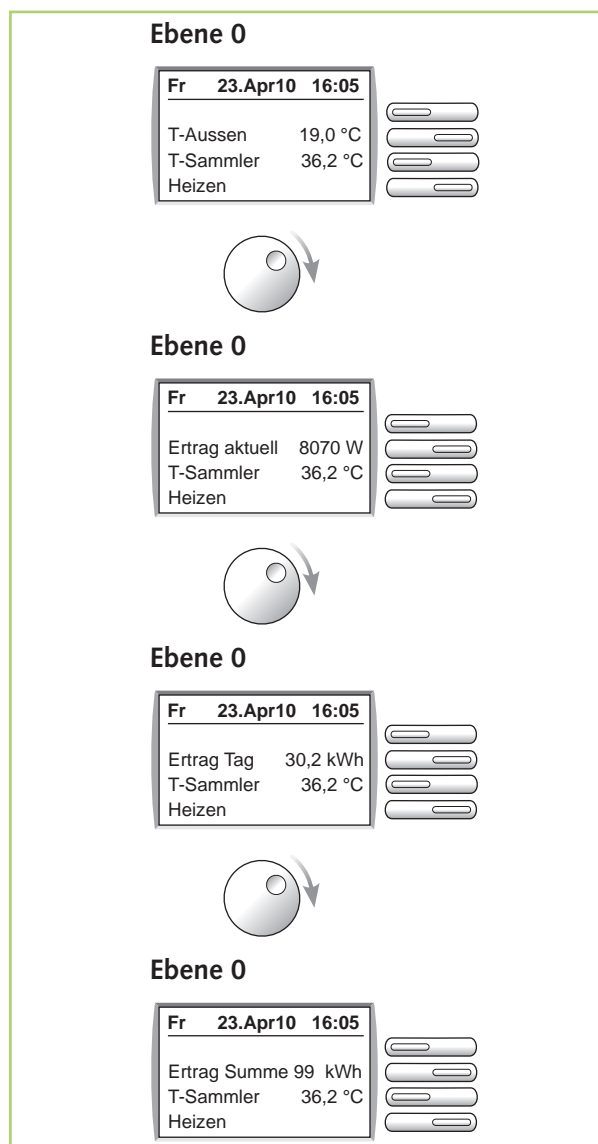 Ebene 0
Fr 23.Apr10 16:05
T-Aussen 19,0 °C
T-Sammler 36,2 °C
Heizen
Ebene 0
Fr 23.Apr10 16:05
Ertrag aktuell 8070 W
T-Sammler 36,2 °C
Heizen
Ebene 0
Fr 23.Apr10 16:05
Ertrag Tag 30,2 kWh
T-Sammler 36,2 °C
Heizen
Ebene 0
Fr 23.Apr10 16:05
Ertrag Summe 99 kWh
T-Sammler 36,2 °C
Heizen